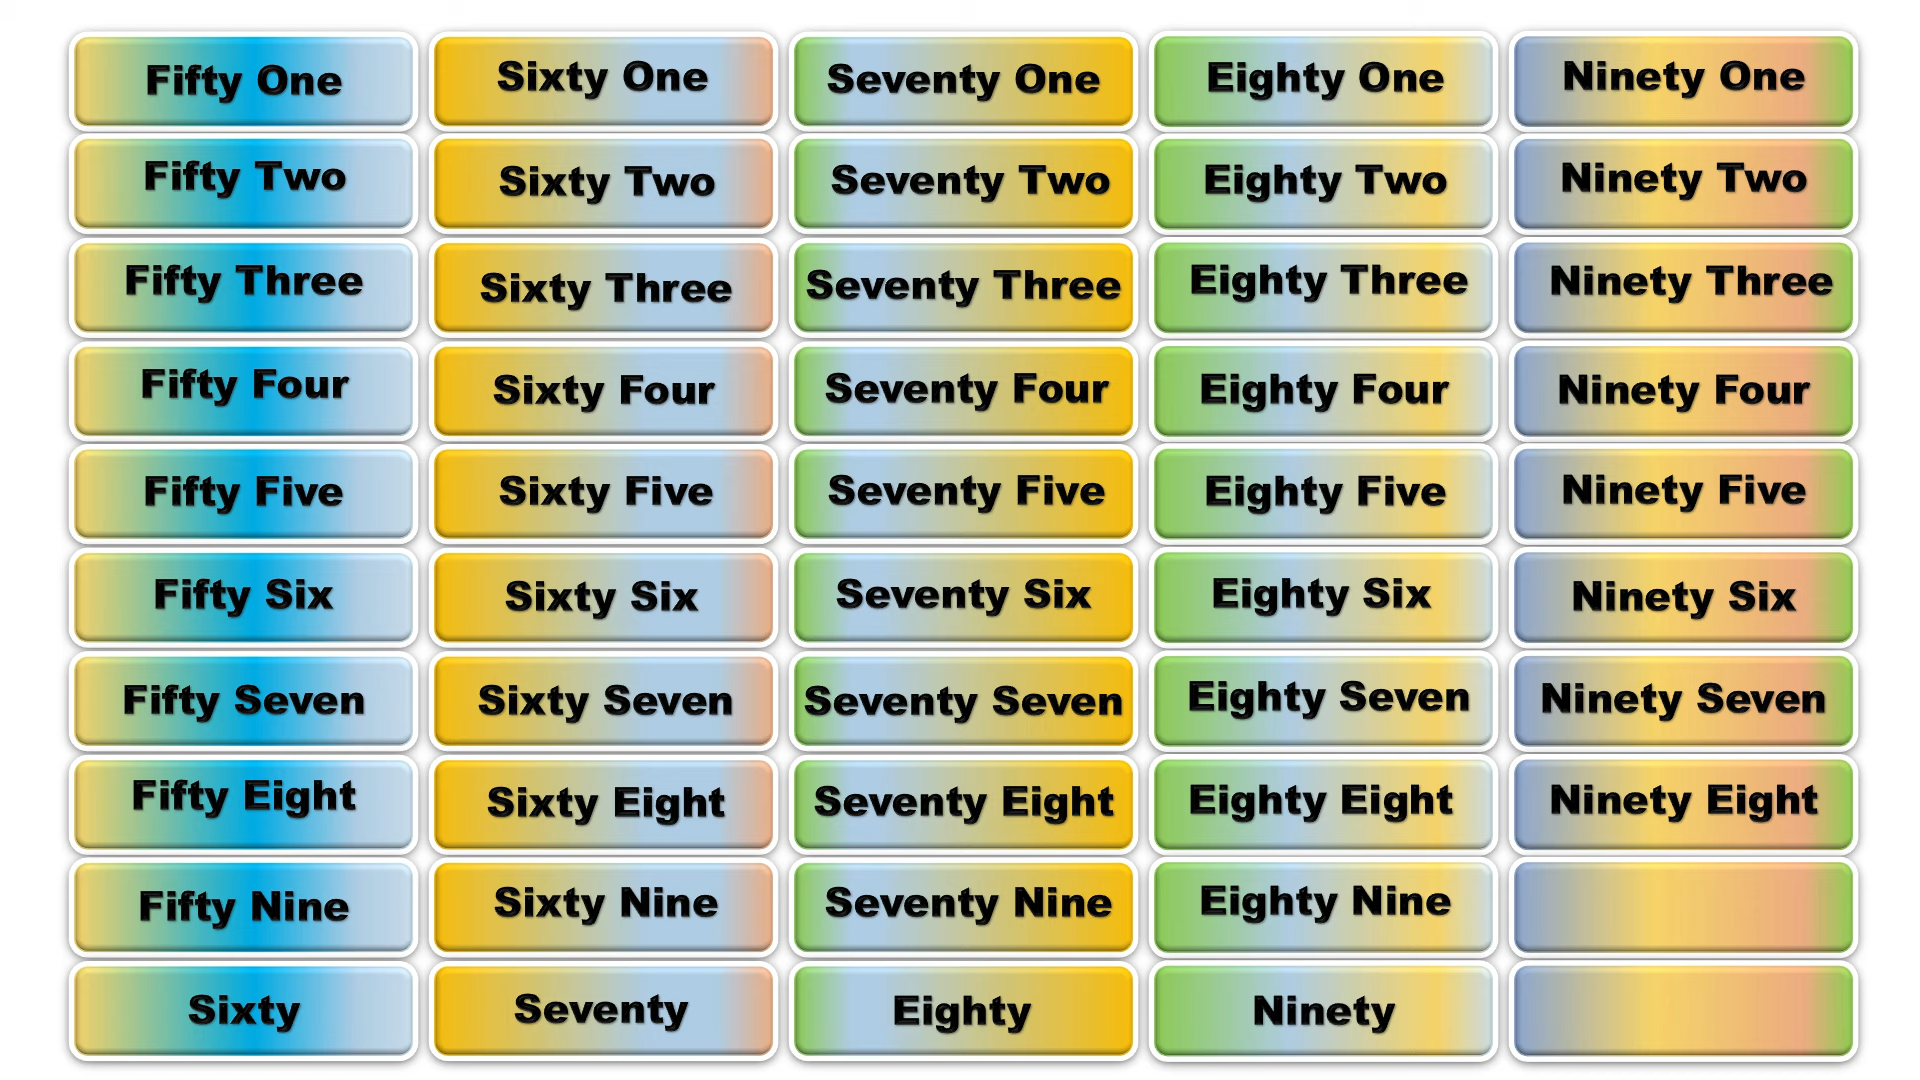 Fifty One
Sixty One
Seventy One
Eighty One
Ninety One
Fifty Two
Sixty Two
Seventy Two
Eighty Two
Ninety Two
Fifty Three
Sixty Three
Seventy Three
Eighty Three
Ninety Three
Fifty Four
Sixty Four
Seventy Four
Eighty Four
Ninety Four
Fifty Five
Sixty Five
Seventy Five
Eighty Five
Ninety Five
Fifty Six
Sixty Six
Seventy Six
Eighty Six
Ninety Six
Fifty Seven
Sixty Seven
Seventy Seven
Eighty Seven
Ninety Seven
Fifty Eight
Sixty Eight
Seventy Eight
Eighty Eight
Ninety Eight
Fifty Nine
Sixty Nine
Seventy Nine
Eighty Nine
Sixty
Seventy
Eighty
Ninety